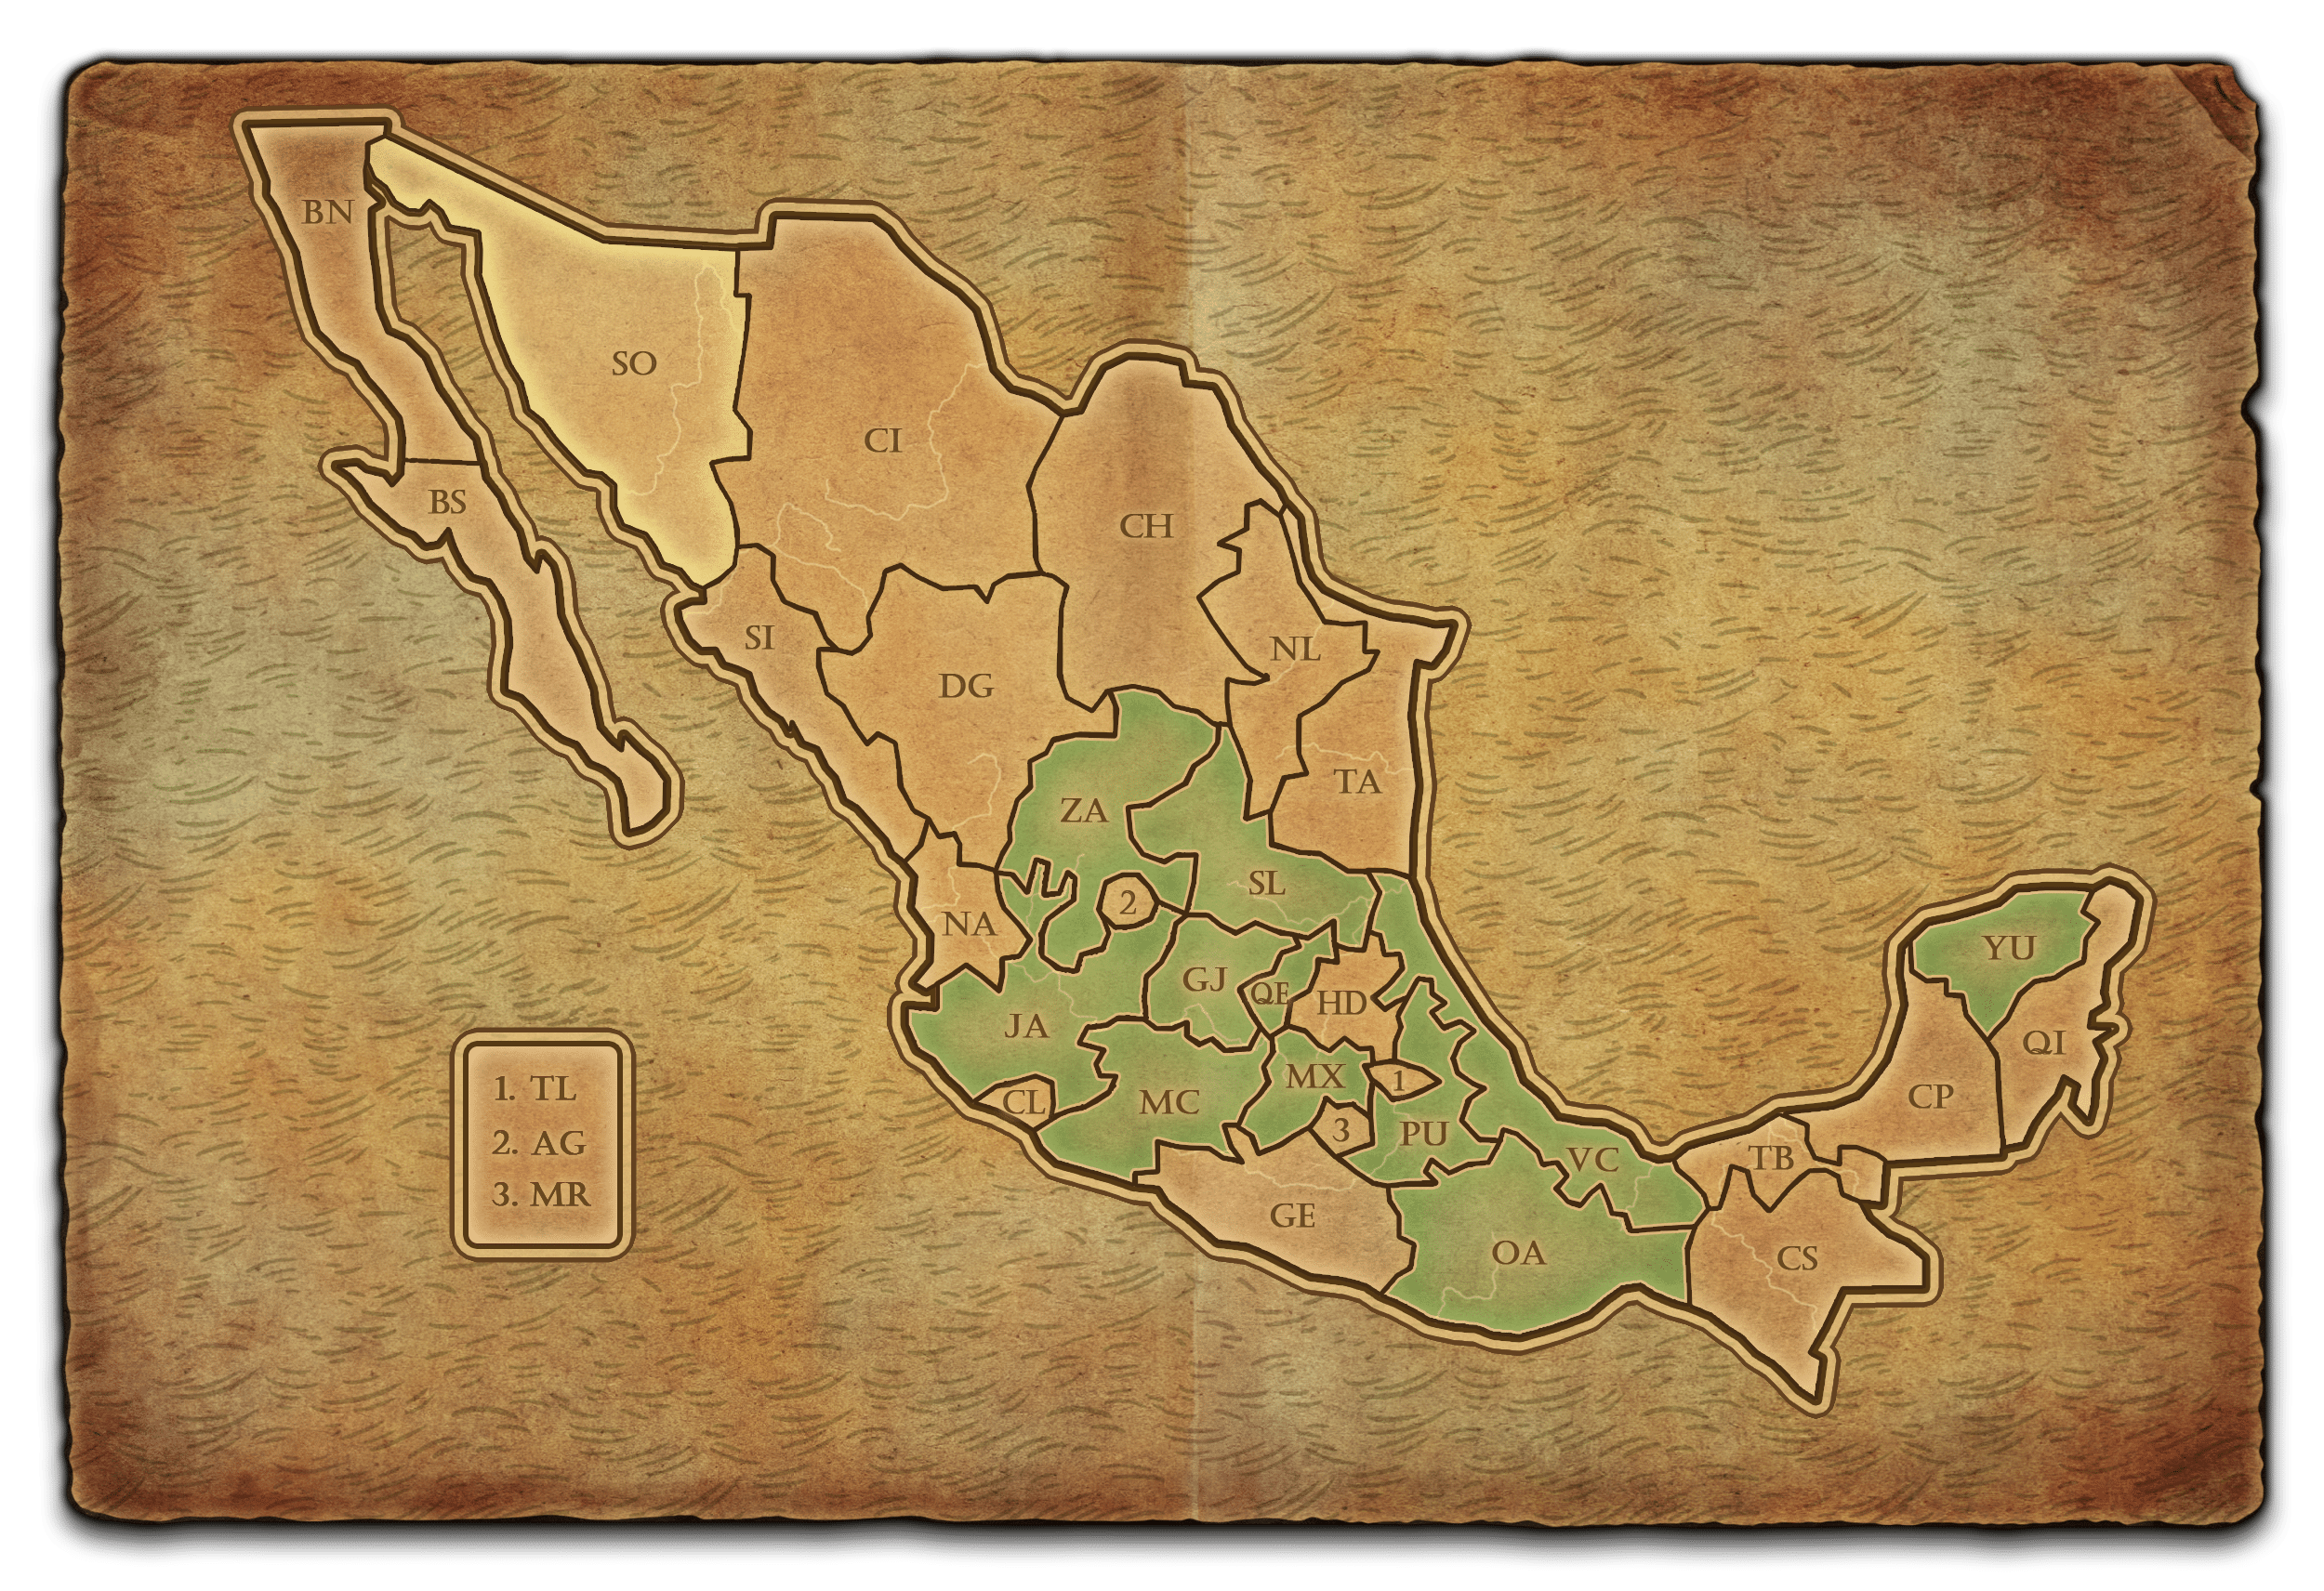 BN
SO
CI
BS
CH
SI
NL
DG
TA
ZA
SL
2
NA
GJ
QE
HD
YU
JA
QI
MX
1
CL
MC
3
PU
CP
VC
TB
GE
OA
CS
1. TL
2. AG
3. MR